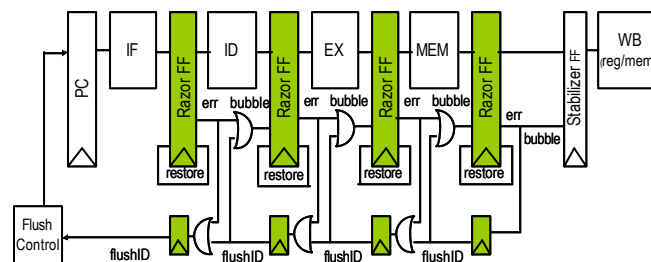 IF
ID
EX
MEM
WB
(reg/mem)
PC
Razor FF
Razor FF
Razor FF
Razor FF
Stabilizer FF
err
bubble
err
bubble
err
bubble
err
bubble
restore
restore
restore
restore
Flush
Control
flushID
flushID
flushID
flushID